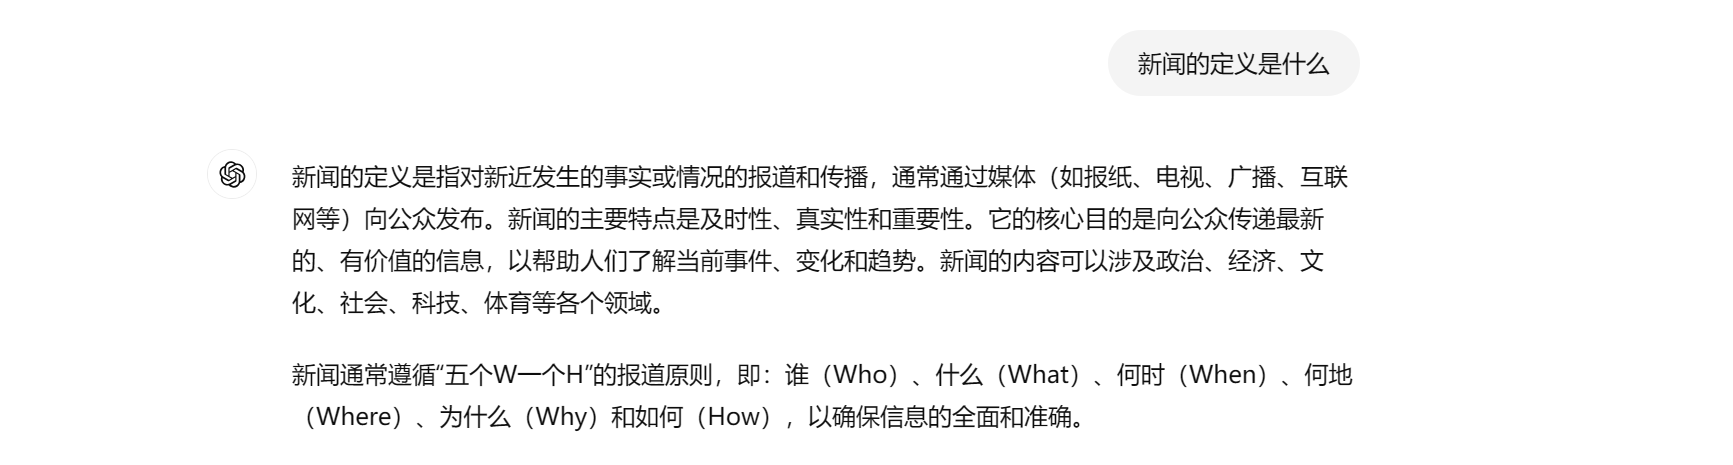 新闻的定义是什么
新闻的定义是指对新近发生的事实或情况的报道和传播，通常通过媒体（如报纸、电视、广播、互联
网等）向公众发布。新闻的主要特点是及时性、真实性和重要性。它的核心目的是向公众传递最新
的、有价值的信息，以帮助人们了解当前事件、变化和趋势。新闻的内容可以涉及政治、经济、文
化、社会、科技、体育等各个领域。
新闻通常遵循“五个W一个H”的报道原则，即：谁（Who）、什么（What）、何时（When）、何地
（Where）、为什么（Why）和如何（How），以确保信息的全面和准确。